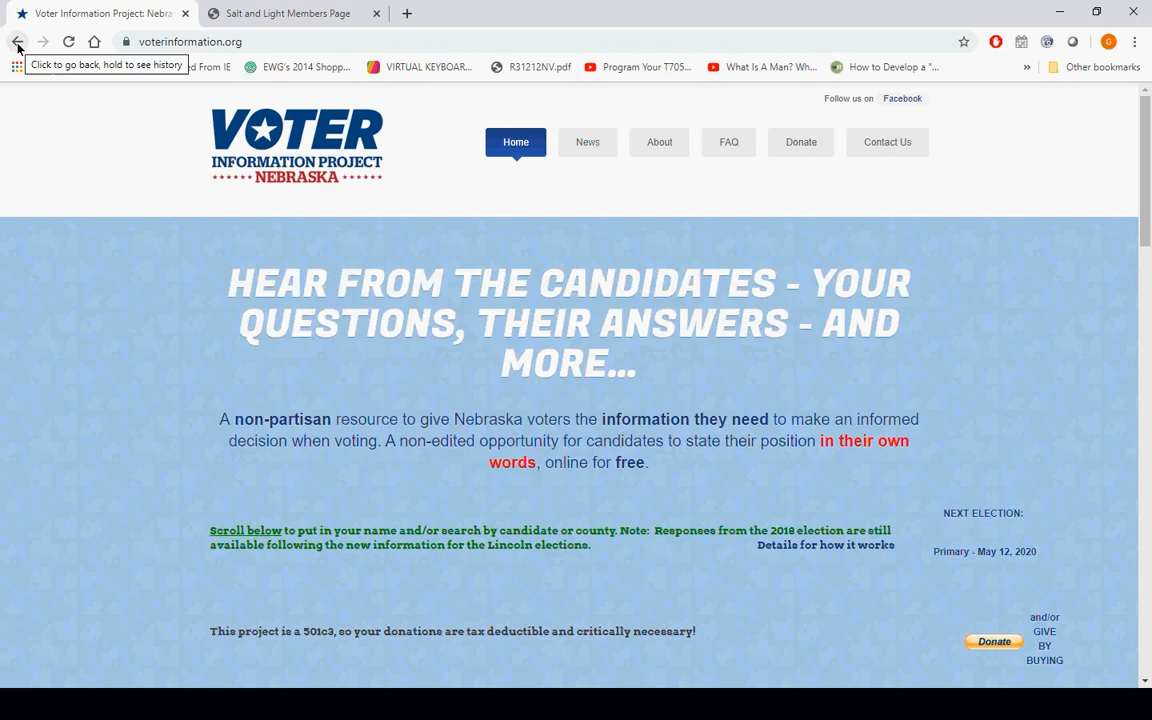 Voter Information Project: Nebra
Salt and Light Members Page
voterinformation.org
G
Click to go back, hold to see history
ed From IE
EWG's 2014 Shopp...
VIRTUAL KEYBOAR...
R31212NV.pdf
Program Your T705...
What Is A Man? Wh...
How to Develop a "...
»
Other bookmarks
Follow us on Facebook
VOTER
INFORMATION PROJECT
NEBRASKA
Home
News
About
FAQ
Donate
Contact Us
HEAR FROM THE CANDIDATES - YOUR
QUESTIONS, THEIR ANSWERS - AND
MORE...
A non-partisan resource to give Nebraska voters the information they need to make an informed
decision when voting. A non-edited opportunity for candidates to state their position in their own
words, online for free.
NEXT ELECTION:
Scroll below to put in your name and/or search by candidate or county. Note: Responses from the 2018 election are still
available following the new information for the Lincoln elections. Details for how it works
Primary - May 12, 2020
This project is a 501c3, so your donations are tax deductible and critically necessary!
Donate
and/or
GIVE
BY
BUYING